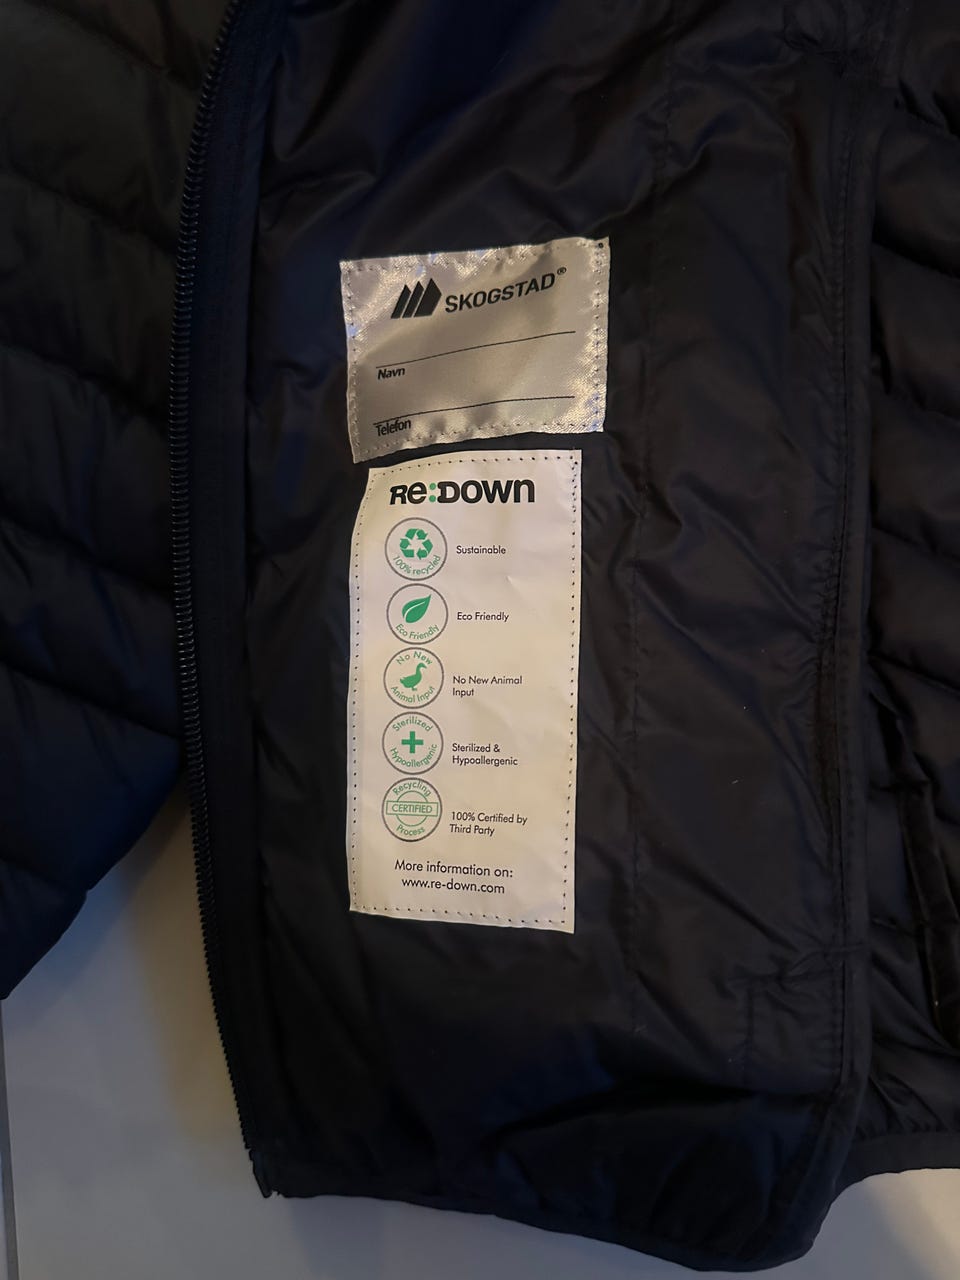 SKOGSTAD®
Navn
Telefon
RE:DOWN
100% recycled
Sustainable
Eco Friendly
Eco Friendly
No New
Animal Input
No New Animal
Input
Sterilized
Hypoallergenic
Sterilized &
Hypoallergenic
Recycling
CERTIFIED
Process
100% Certified by
Third Party
More information on:
www.re-down.com